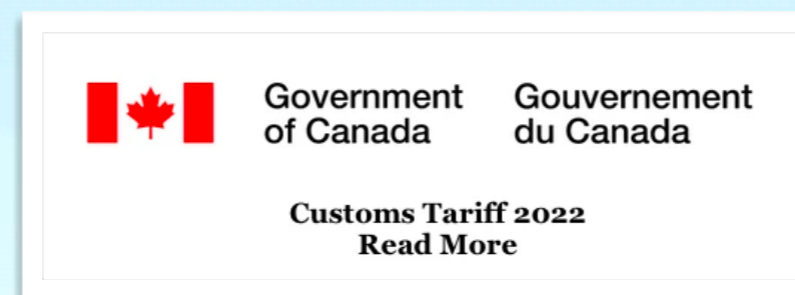 Government
of Canada
Gouvernement
du Canada
Customs Tariff 2022
Read More